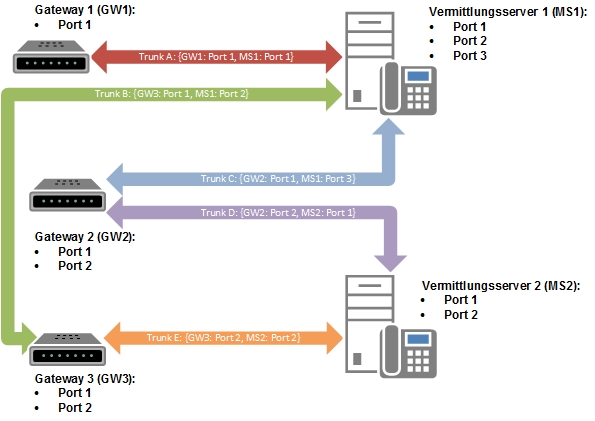 Gateway 1 (GW1):
• Port 1
Vermittlungsserver 1 (MS1):
• Port 1
• Port 2
• Port 3
Trunk A: {GW1: Port 1, MS1: Port 1}
Trunk B: {GW3: Port 1, MS1: Port 2}
Trunk C: {GW2: Port 1, MS1: Port 3}
Trunk D: {GW2: Port 2, MS2: Port 1}
Gateway 2 (GW2):
• Port 1
• Port 2
Vermittlungsserver 2 (MS2):
• Port 1
• Port 2
Trunk E: {GW3: Port 2, MS2: Port 2}
Gateway 3 (GW3):
• Port 1
• Port 2